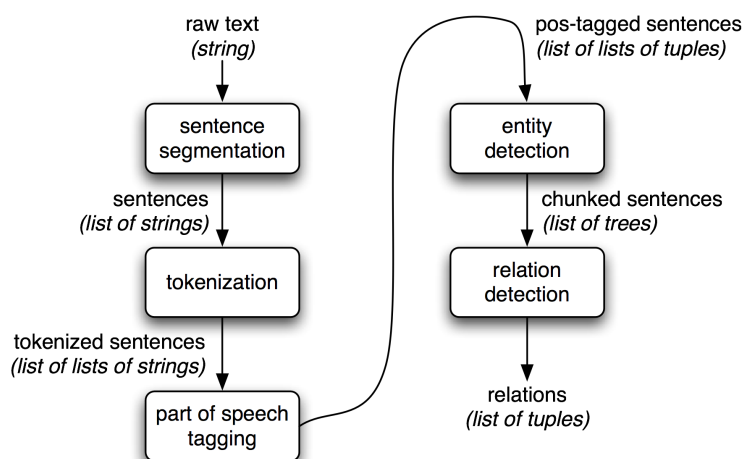 raw text
(string)
sentence
segmentation
sentences
(list of strings)
tokenization
tokenized sentences
(list of lists of strings)
part of speech
tagging
pos-tagged sentences
(list of lists of tuples)
entity
detection
chunked sentences
(list of trees)
relation
detection
relations
(list of tuples)